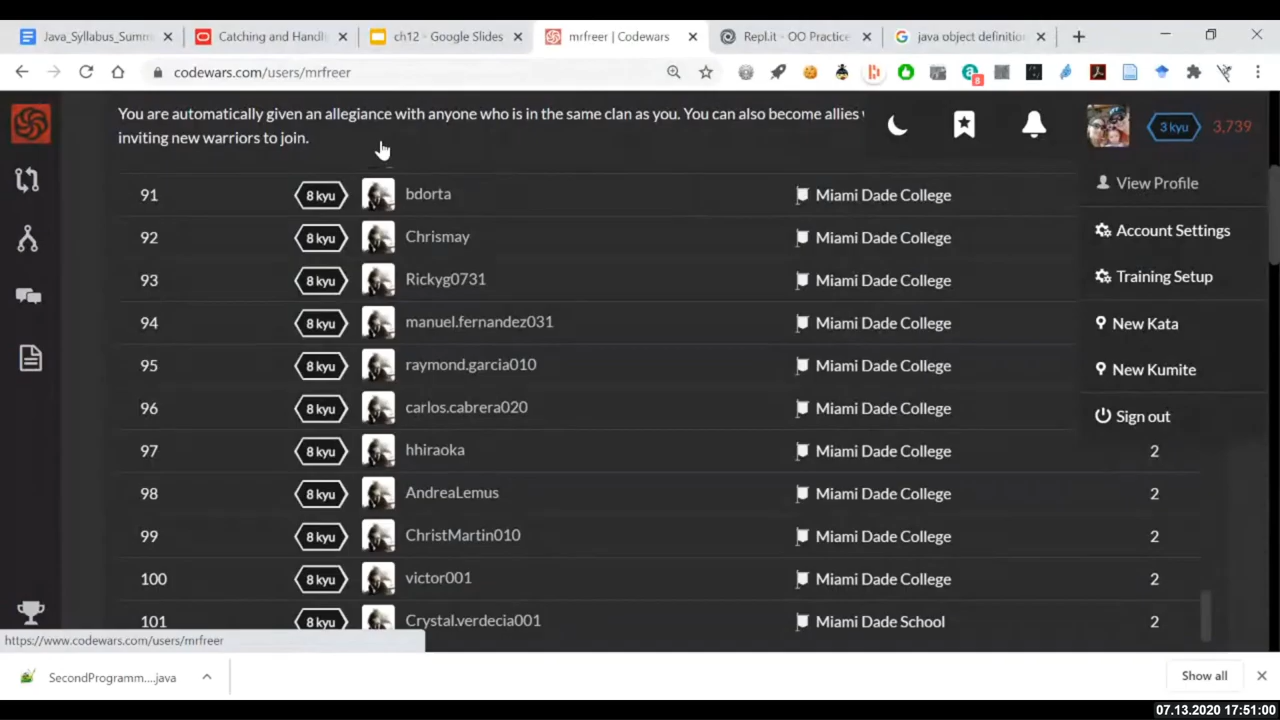 Java_Syllabus_Summ
Catching and Handl
ch12 - Google Slides
mrfreer | Codewars
Repl.it - OO Practice
java object definitio
codewars.com/users/mrfreer
8
You are automatically given an allegiance with anyone who is in the same clan as you. You can also become allies
inviting new warriors to join.
3 kyu 3,739
View Profile
Account Settings
Training Setup
New Kata
New Kumite
Sign out
91 8 kyu bdorta Miami Dade College
92 8 kyu Chrismay Miami Dade College
93 8 kyu Rickyg0731 Miami Dade College
94 8 kyu manuel.fernandez031 Miami Dade College
95 8 kyu raymond.garcia010 Miami Dade College
96 8 kyu carlos.cabrera020 Miami Dade College
97 8 kyu hhiraoka Miami Dade College 2
98 8 kyu AndreaLemus Miami Dade College 2
99 8 kyu ChristMartin010 Miami Dade College 2
100 8 kyu victor001 Miami Dade College 2
101 8 kyu Crystal.verdecia001 Miami Dade School 2
https://www.codewars.com/users/mrfreer
SecondProgramm....java
Show all
07.13.2020 17:51:00